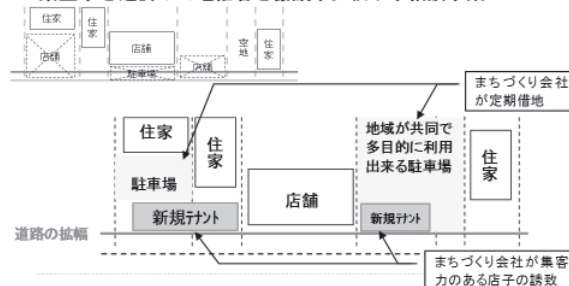 住家
住家
店舗
店舗
駐車場
店舗
空地
住家
まちづくり会社
が定期借地
住家
住家
駐車場
新規テナント
店舗
地域が共同で
多目的に利用
出来る駐車場
新規テナント
住家
道路の拡幅
まちづくり会社が集客
力のある店子の誘致